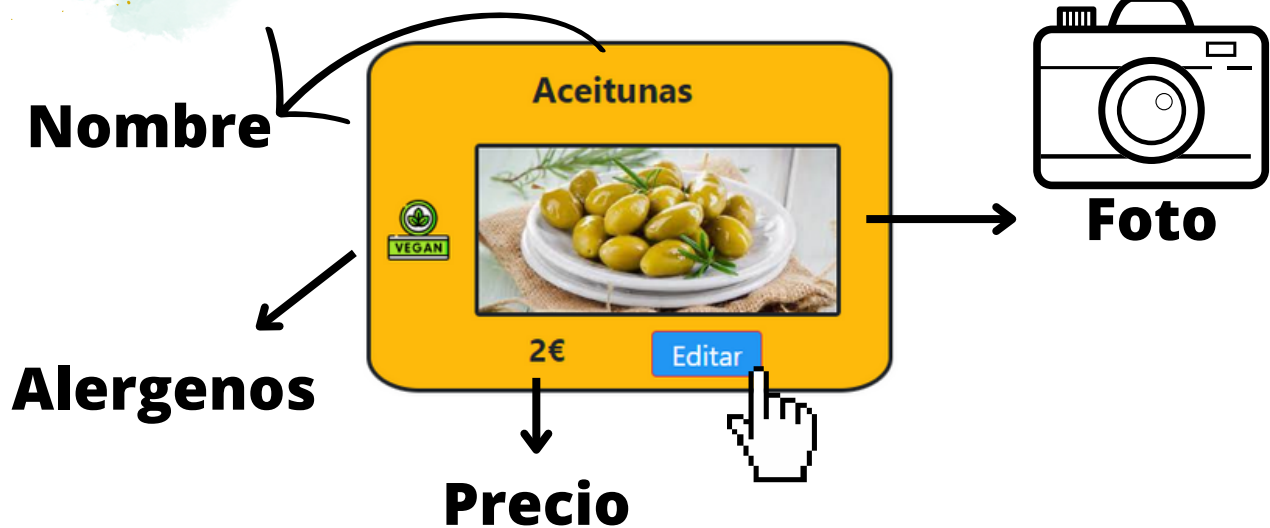 Aceitunas
Nombre
VEGAN
Foto
2€
Editar
Alergenos
Precio